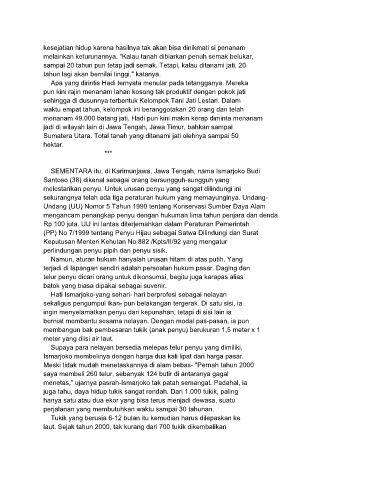 kesejatian hidup karena hasilnya tak akan bisa dinikmati si penanam
melainkan keturunannya. "Kalau tanah dibiarkan penuh semak belukar,
sampai 20 tahun pun tetap jadi semak. Tetapi, kalau ditanami jati, 20
tahun lagi akan bernilai tinggi," katanya.
Apa yang dirintis Hadi ternyata menular pada tetangganya. Mereka
pun kini rajin menanam lahan kosong tak produktif dengan pokok jati
sehingga di dusunnya terbentuk Kelompok Tani Jati Lestari. Dalam
waktu empat tahun, kelompok ini beranggotakan 20 orang dan telah
menanam 49.000 batang jati. Hadi pun kini makin kerap diminta menanam
jadi di wilayah lain di Jawa Tengah, Jawa Timur, bahkan sampai
Sumatera Utara. Total tanah yang ditanami jati olehnya sampai 50
hektar.
***
SEMENTARA itu, di Karimunjawa, Jawa Tengah, nama Ismarjoko Budi
Santoso (38) dikenal sebagai orang bersungguh-sungguh yang
melestarikan penyu. Untuk urusan penyu yang sangat dilindungi ini
sekurangnya telah ada tiga peraturan hukum yang memayunginya. Undang-
Undang (UU) Nomor 5 Tahun 1990 tentang Konservasi Sumber Daya Alam
mengancam penangkap penyu dengan hukuman lima tahun penjara dan denda
Rp 100 juta. UU ini lantas diterjemahkan dalam Peraturan Pemerintah
(PP) No 7/1999 tentang Penyu Hijau sebagai Satwa Dilindungi dan Surat
Keputusan Menteri Kehutan No 882 /Kpts/II/92 yang mengatur
perlindungan penyu pipih dan penyu sisik.
Namun, aturan hukum hanyalah urusan hitam di atas putih. Yang
terjadi di lapangan sendiri adalah persoalan hukum pasar. Daging dan
telur penyu dicari orang untuk dikonsumsi, begitu juga karapas alias
batok yang biasa dipakai sebagai suvenir.
Hati Ismarjoko-yang sehari- hari berprofesi sebagai nelayan
sekaligus pengumpul ikan- pun belakangan tergerak. Di satu sisi, ia
ingin menyelamatkan penyu dari kepunahan, tetapi di sisi lain ia
berniat membantu sesama nelayan. Dengan modal pas-pasan, ia pun
membangun bak pembesaran tukik (anak penyu) berukuran 1,5 meter x 1
meter yang diisi air laut.
Supaya para nelayan bersedia melepas telur penyu yang dimiliki,
Ismarjoko membelinya dengan harga dua kali lipat dari harga pasar.
Meski tidak mudah menetaskannya di alam bebas- "Pernah tahun 2000
saya membeli 260 telur, sebanyak 124 butir di antaranya gagal
menetas," ujarnya pasrah-Ismarjoko tak patah semangat. Padahal, ia
juga tahu, daya hidup tukik sangat rendah. Dari 1.000 tukik, paling
hanya satu atau dua ekor yang bisa terus menjadi dewasa, suatu
perjalanan yang membutuhkan waktu sampai 30 tahunan.
Tukik yang berusia 6-12 bulan itu kemudian harus dilepaskan ke
laut. Sejak tahun 2000, tak kurang dari 700 tukik dikembalikan